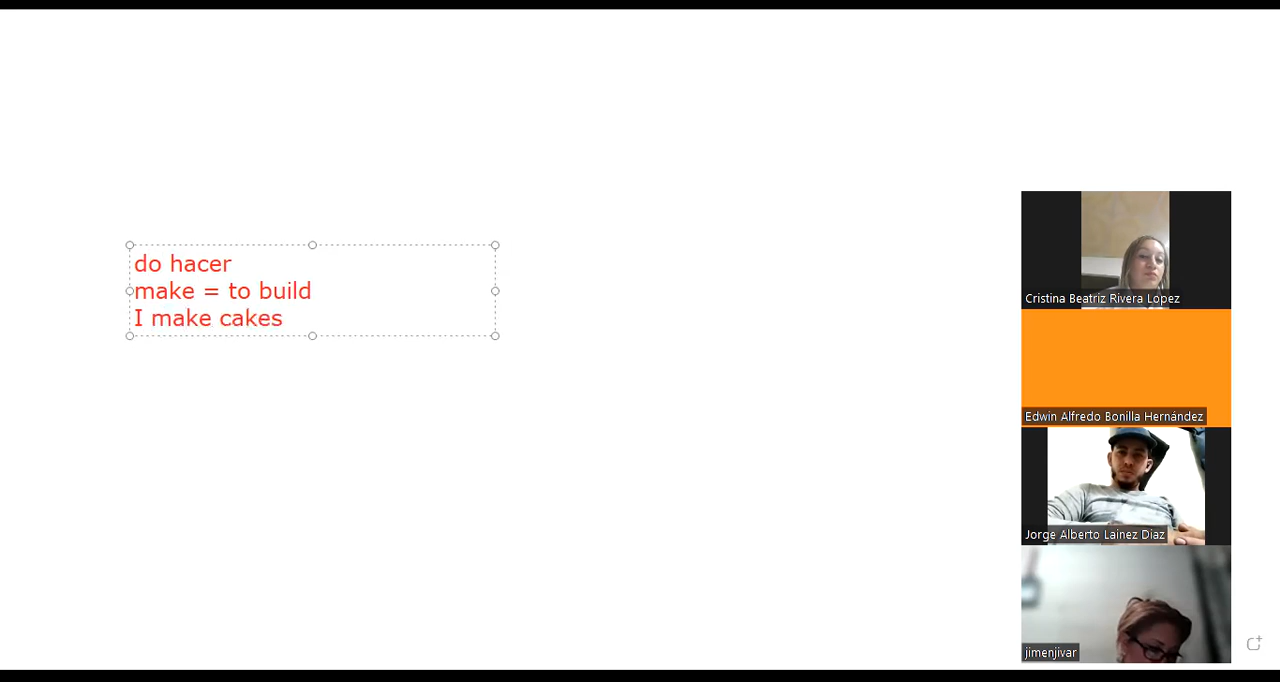 do hacer
make = to build
I make cakes
Cristina Beatriz Rivera Lopez
Edwin Alfredo Bonilla Hernández
Jorge Alberto Lainez Diaz
jimenjivar